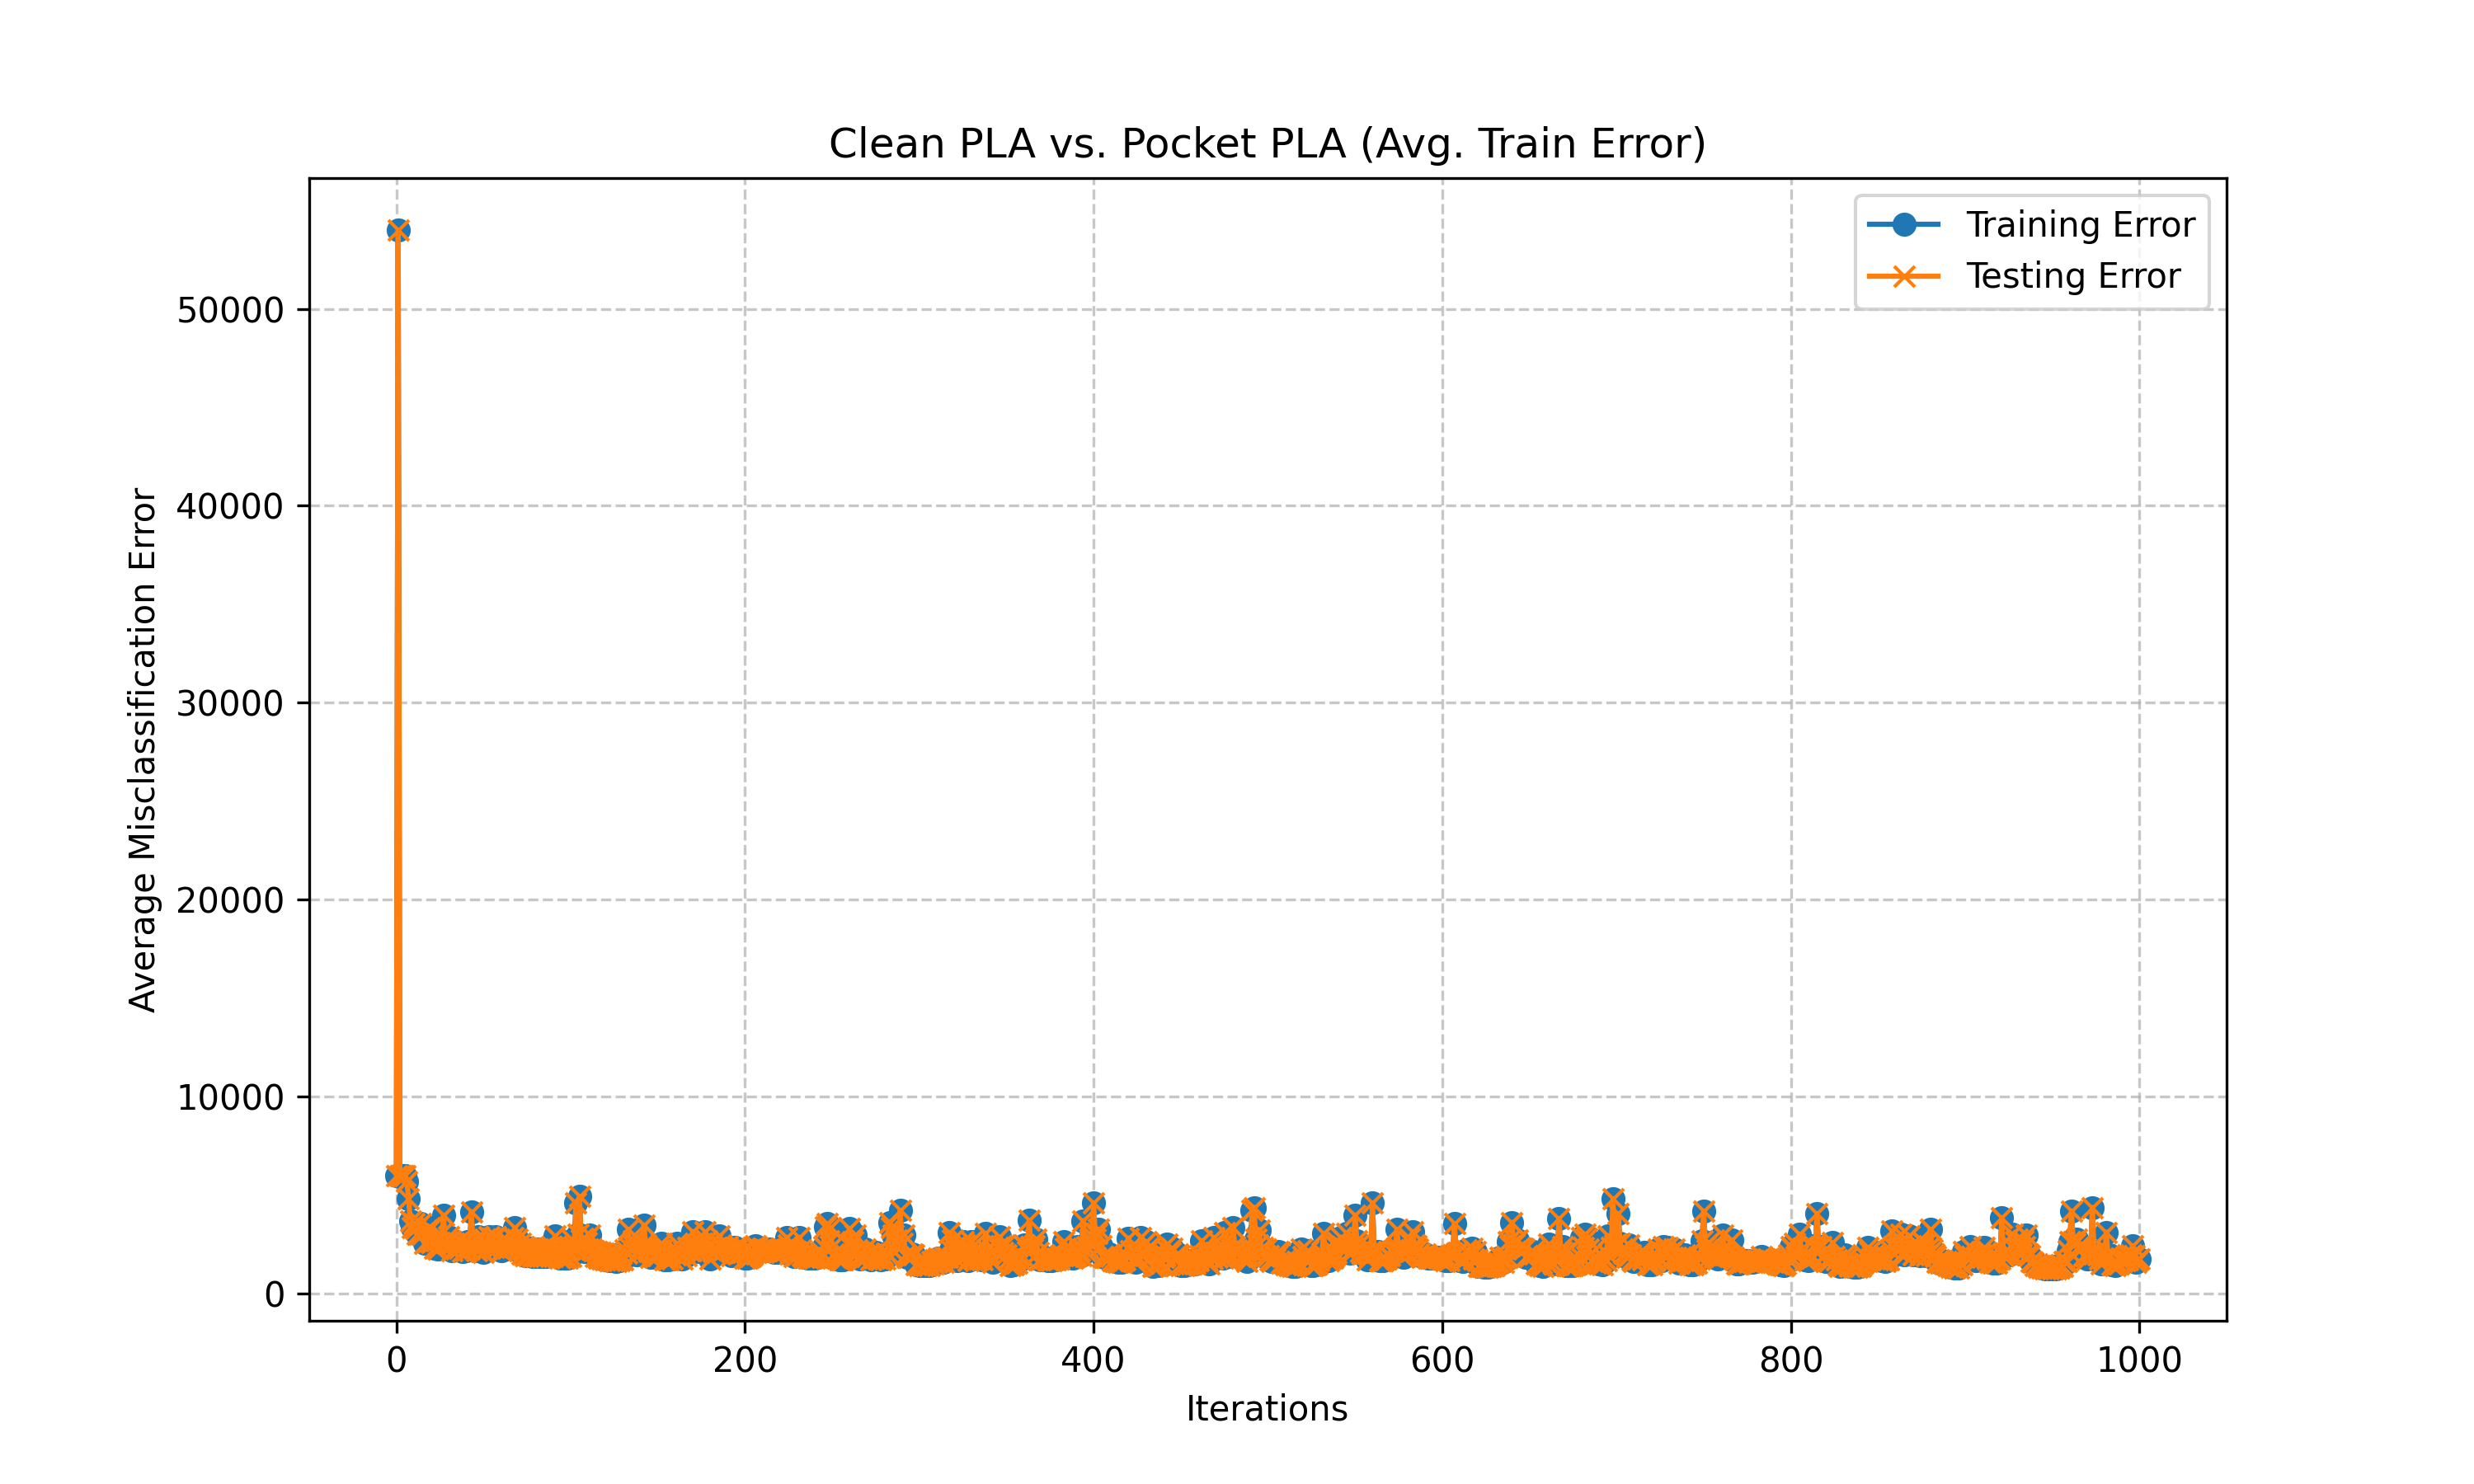 Clean PLA vs. Pocket PLA (Avg. Train Error)
Training Error
Testing Error
Average Misclassification Error
50000
40000
30000
20000
10000
0
0 200 400 600 800 1000
Iterations